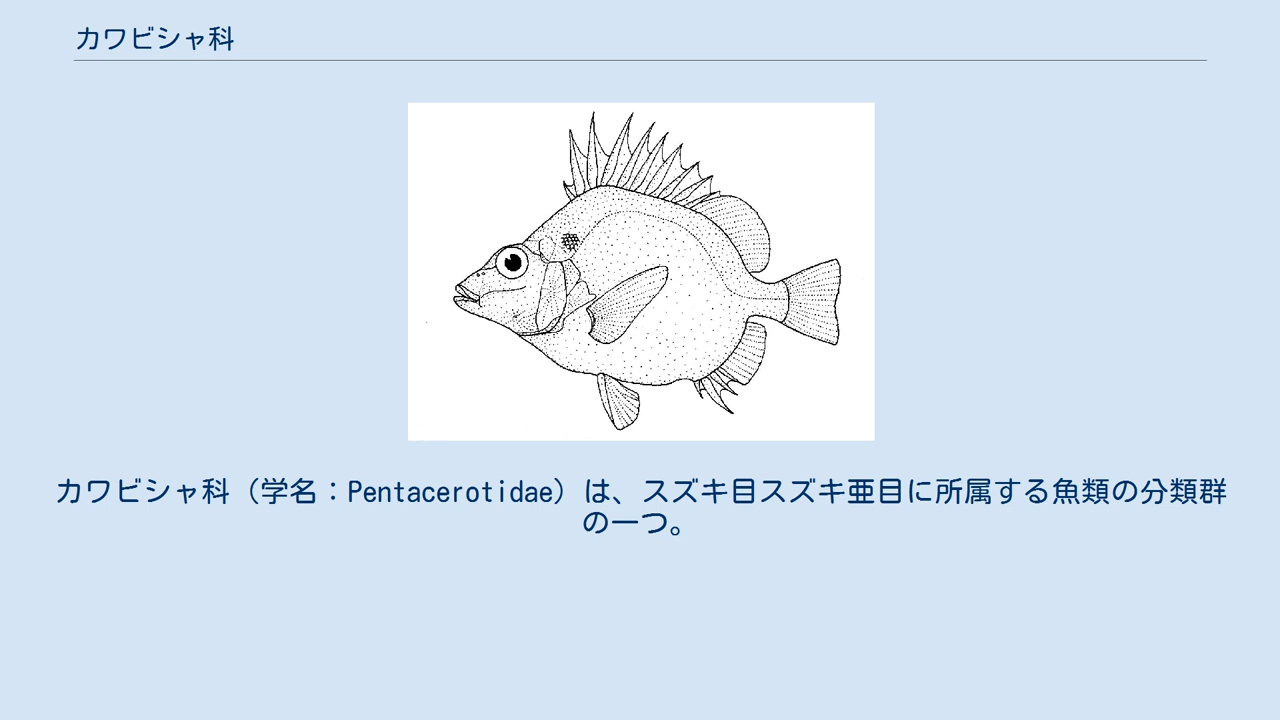 カワビシャ科
カワビシャ科（学名：Pentacerotidae）は、スズキ目スズキ亜目に所属する魚類の分類群
の一つ。